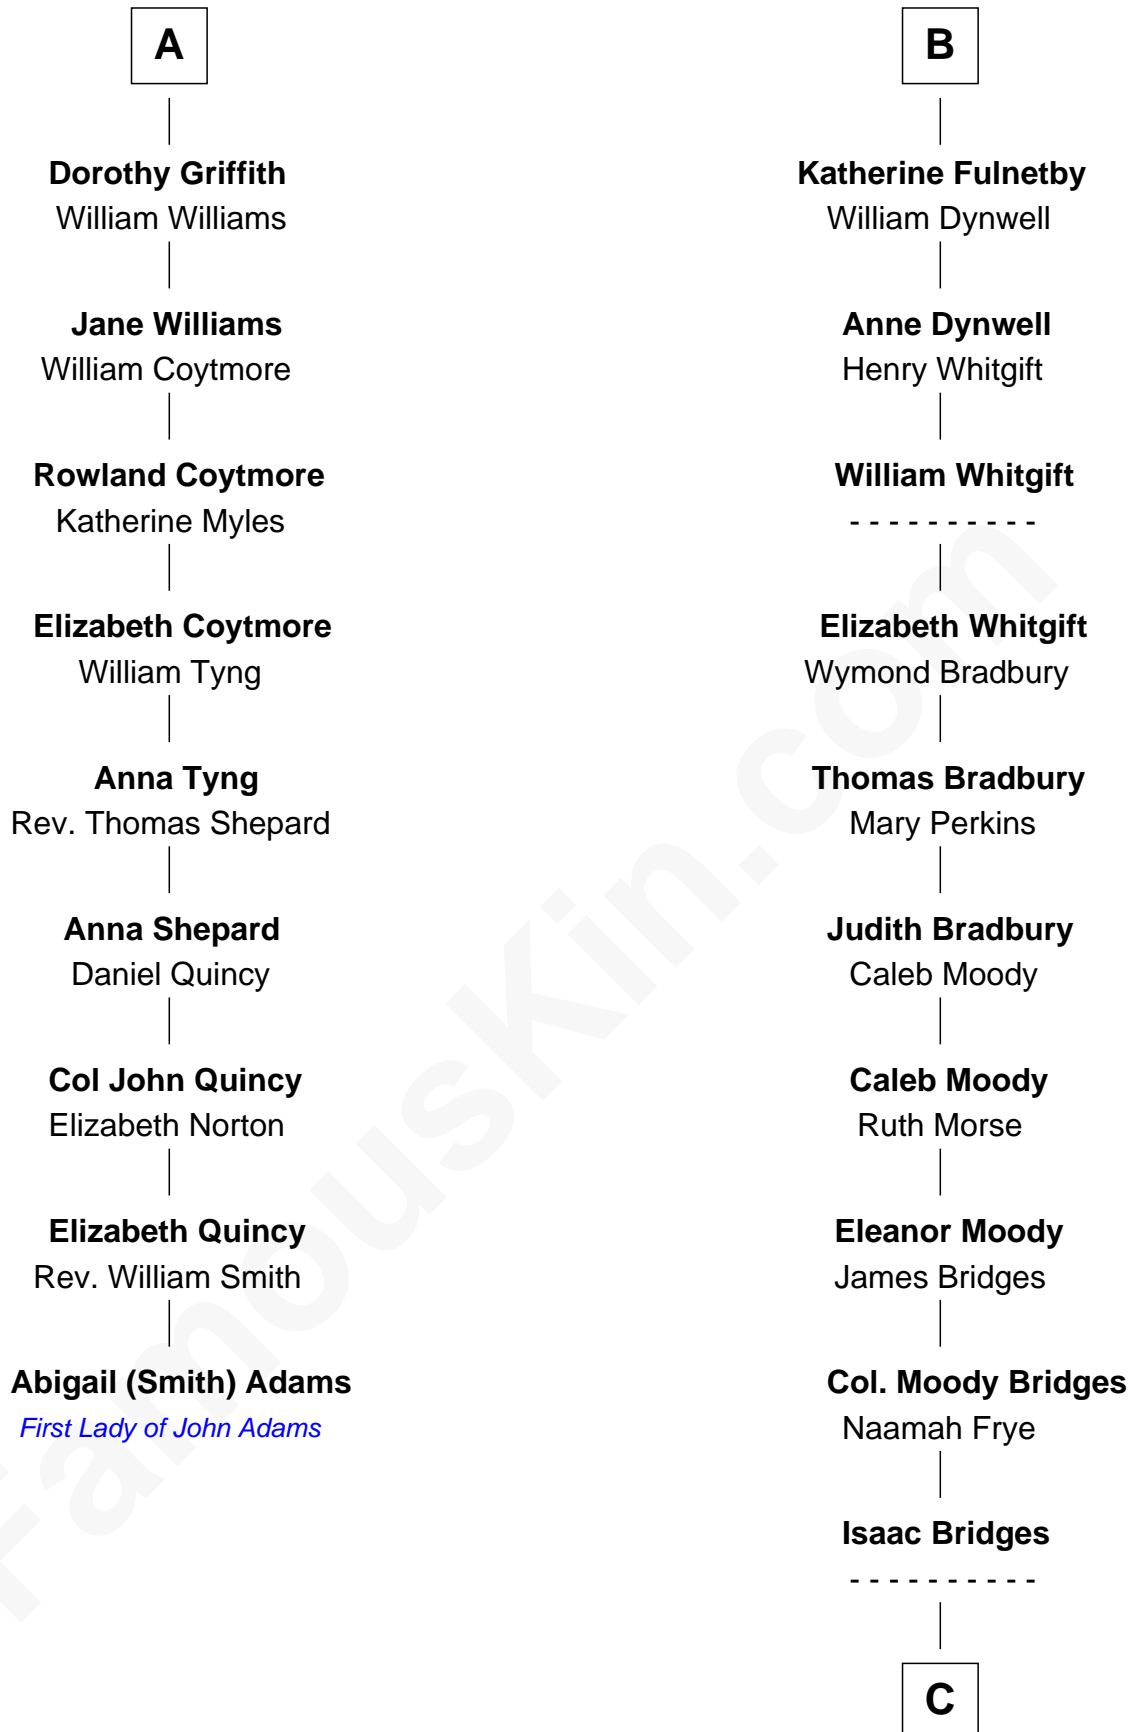 A
Dorothy Griffith
William Williams
Jane Williams
William Coytmore
Rowland Coytmore
Katherine Myles
Elizabeth Coytmore
William Tyng
Anna Tyng
Rev. Thomas Shepard
Anna Shepard
Daniel Quincy
Col John Quincy
Elizabeth Norton
Elizabeth Quincy
Rev. William Smith
Abigail (Smith) Adams
First Lady of John Adams
B
Katherine Fulnetby
William Dynwell
Anne Dynwell
Henry Whitgift
William Whitgift
- - - - - - - - - -
Elizabeth Whitgift
Wymond Bradbury
Thomas Bradbury
Mary Perkins
Judith Bradbury
Caleb Moody
Caleb Moody
Ruth Morse
Eleanor Moody
James Bridges
Col. Moody Bridges
Naamah Frye
Isaac Bridges
- - - - - - - - - -
C
FamousKin.com